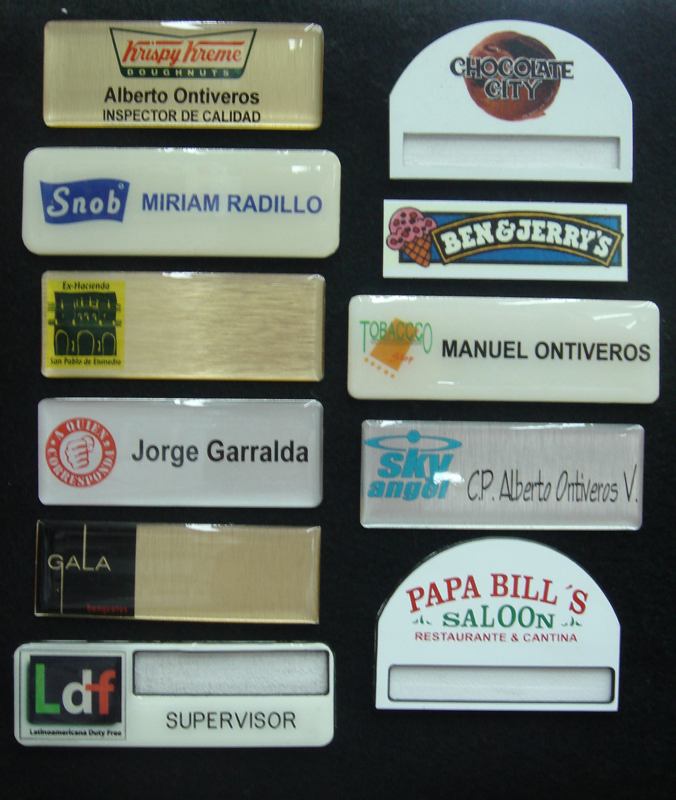 Krispy Kreme
DOUGHNUTS
Alberto Ontiveros
INSPECTOR DE CALIDAD
Snob®
MIRIAM RADILLO
Ex-Hacienda
San Pablo de Enmedio
A QUIEN
CORRESPONDA
Jorge Garralda
GALA
banquetes
Ldf
Latinoamericana Duty Free
SUPERVISOR
CHOCOLATE
CITY
BEN & JERRY'S
TOBACCO
Shop
MANUEL ONTIVEROS
sky
angel
C.P. Alberto Ontiveros V.
PAPA BILL´S
SALOON
RESTAURANTE & CANTINA